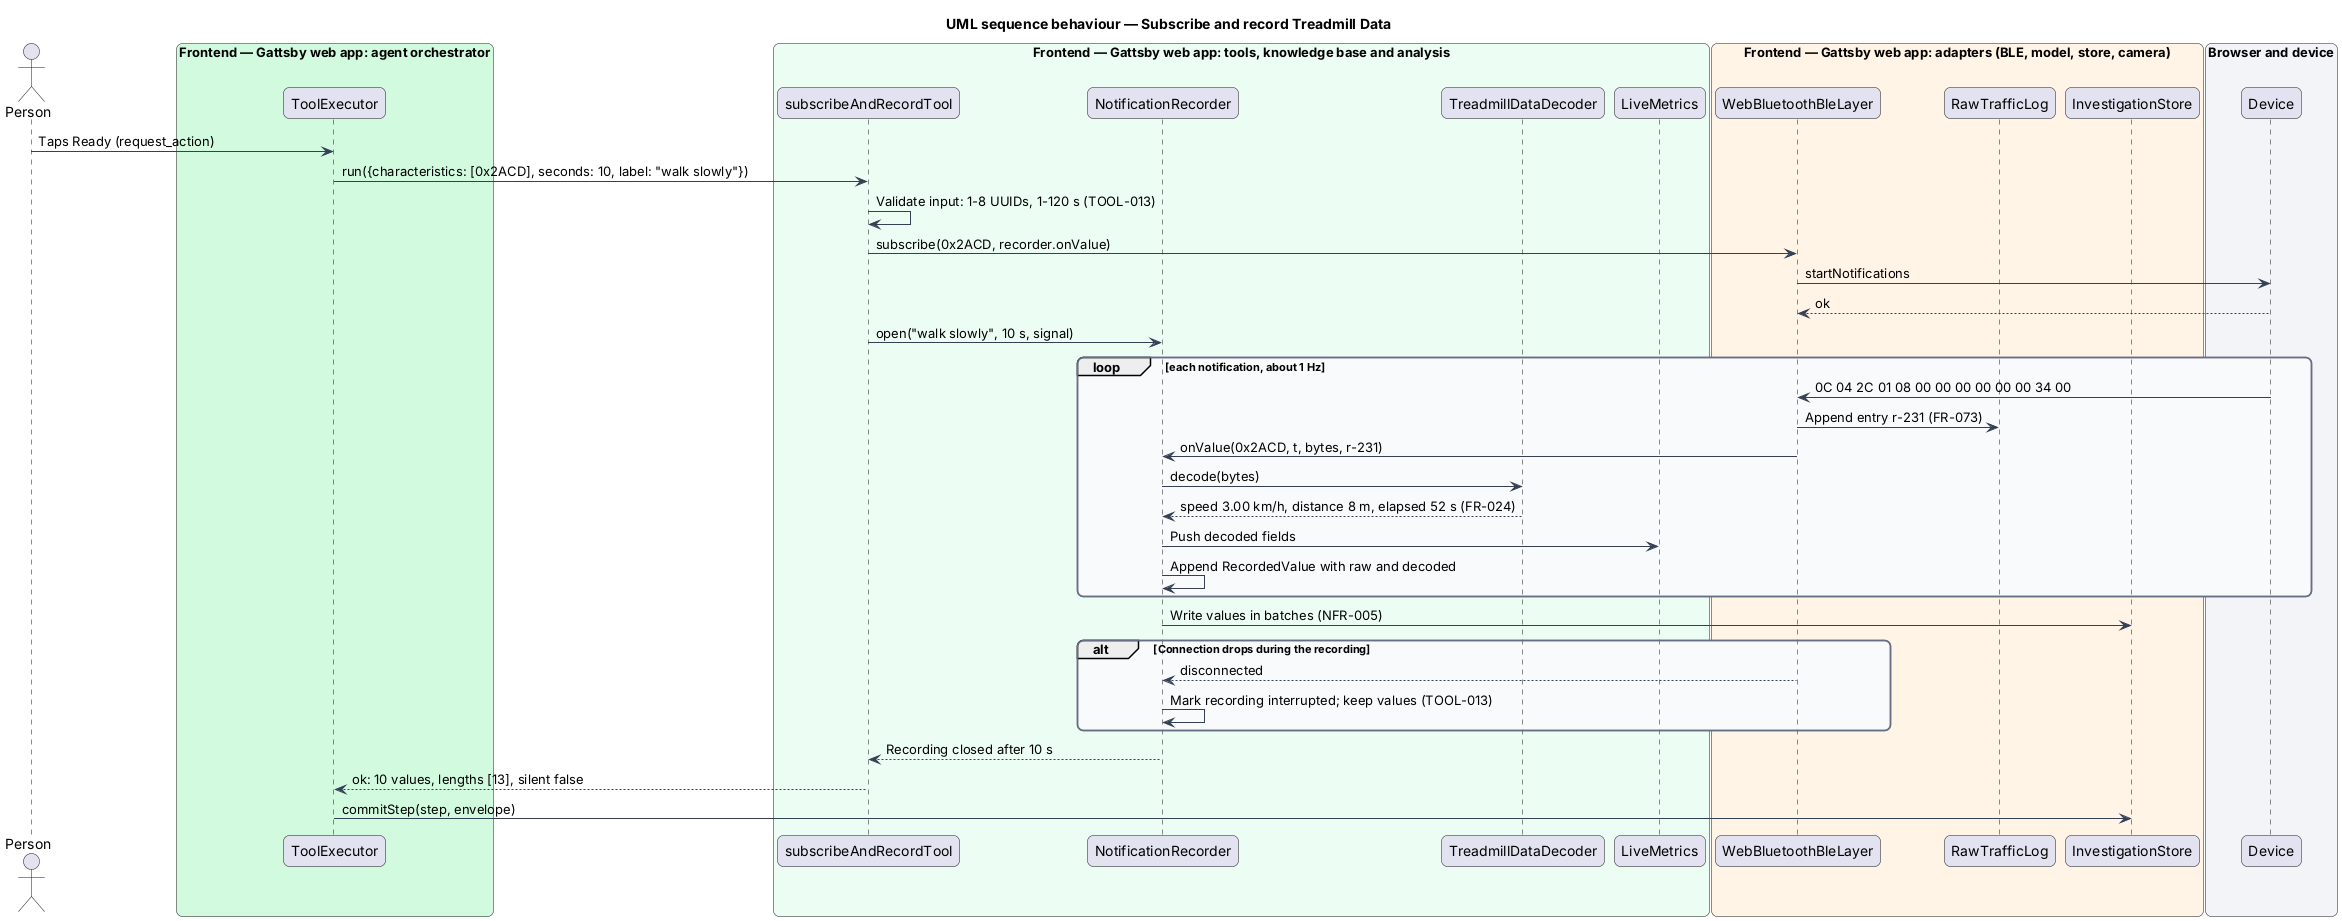 UML sequence behaviour — Subscribe and record Treadmill Data
Frontend — Gattsby web app: agent orchestrator
Frontend — Gattsby web app: tools, knowledge base and analysis
Frontend — Gattsby web app: adapters (BLE, model, store, camera)
Browser and device
Person
ToolExecutor
subscribeAndRecordTool
NotificationRecorder
TreadmillDataDecoder
LiveMetrics
WebBluetoothBleLayer
RawTrafficLog
InvestigationStore
Device
Taps Ready (request_action)
run({characteristics: [0x2ACD], seconds: 10, label: "walk slowly"})
Validate input: 1-8 UUIDs, 1-120 s (TOOL-013)
subscribe(0x2ACD, recorder.onValue)
startNotifications
ok
open("walk slowly", 10 s, signal)
loop
[each notification, about 1 Hz]
0C 04 2C 01 08 00 00 00 00 00 00 34 00
Append entry r-231 (FR-073)
onValue(0x2ACD, t, bytes, r-231)
decode(bytes)
speed 3.00 km/h, distance 8 m, elapsed 52 s (FR-024)
Push decoded fields
Append RecordedValue with raw and decoded
Write values in batches (NFR-005)
alt
[Connection drops during the recording]
disconnected
Mark recording interrupted; keep values (TOOL-013)
Recording closed after 10 s
ok: 10 values, lengths [13], silent false
commitStep(step, envelope)
Person
ToolExecutor
subscribeAndRecordTool
NotificationRecorder
TreadmillDataDecoder
LiveMetrics
WebBluetoothBleLayer
RawTrafficLog
InvestigationStore
Device